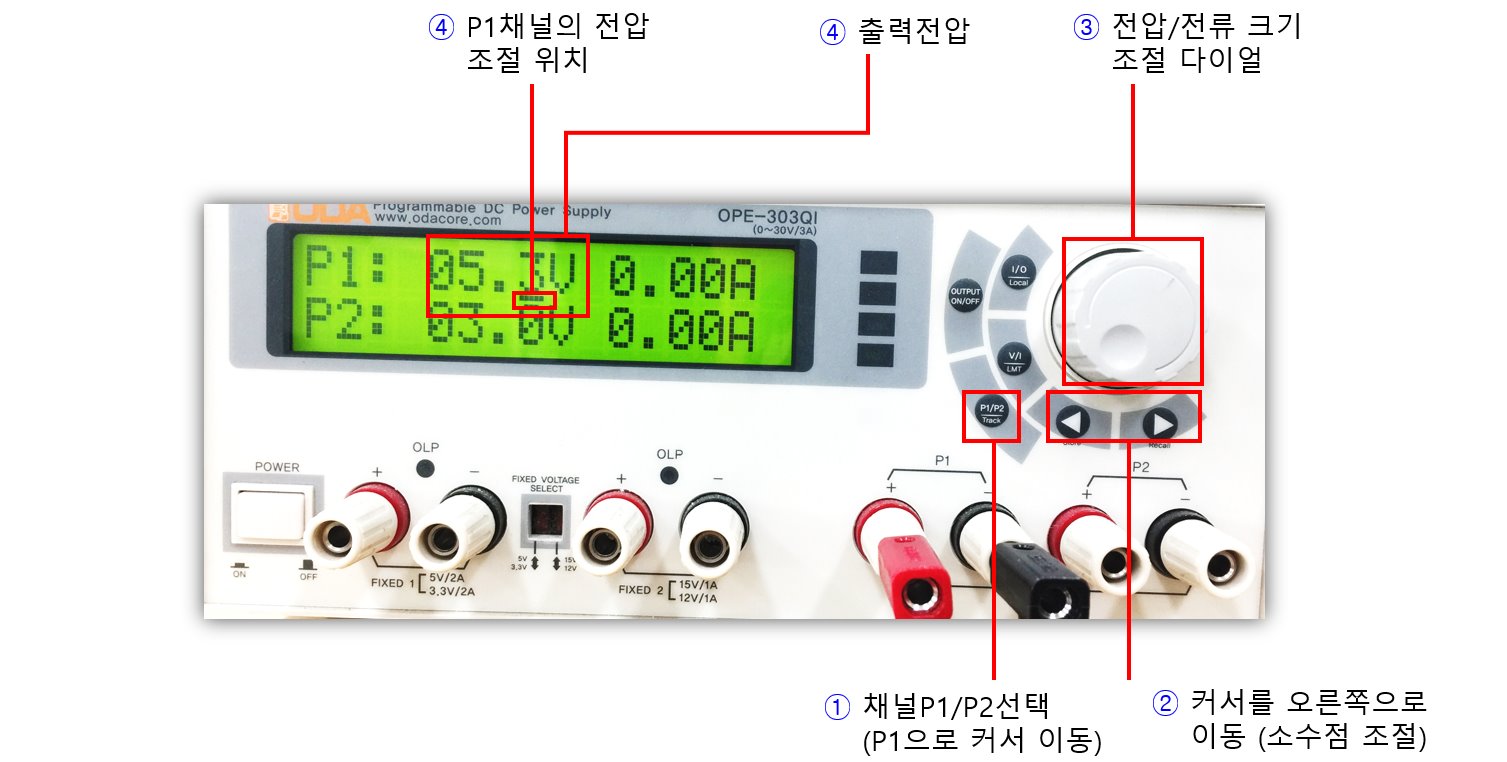 ④ P1채널의 전압
조절 위치
④ 출력전압
③ 전압/전류 크기
조절 다이얼
ODA
Programmable DC Power Supply
www.odacore.com
OPE-303QI
(0~30V/3A)
P1: 05.3V 0.00A
P2: 03.0V 0.00A
OUTPUT
ON/OFF
I/O
Local
V/I
LMT
P1/P2
Track
Store
Recall
POWER
ON
OFF
+
OLP
-
FIXED 1
5V/2A
3.3V/2A
FIXED VOLTAGE
SELECT
5V
3.3V
15V
12V
+
OLP
-
FIXED 2
15V/1A
12V/1A
P1
+
-
P2
+
-
① 채널P1/P2선택
(P1으로 커서 이동)
② 커서를 오른쪽으로
이동 (소수점 조절)